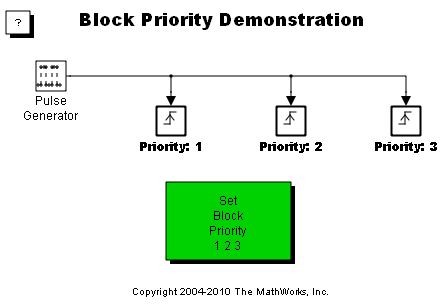 ?
Block Priority Demonstration
Pulse
Generator
Priority: 1
Priority: 2
Priority: 3
Set
Block
Priority
1 2 3
Copyright 2004-2010 The MathWorks, Inc.